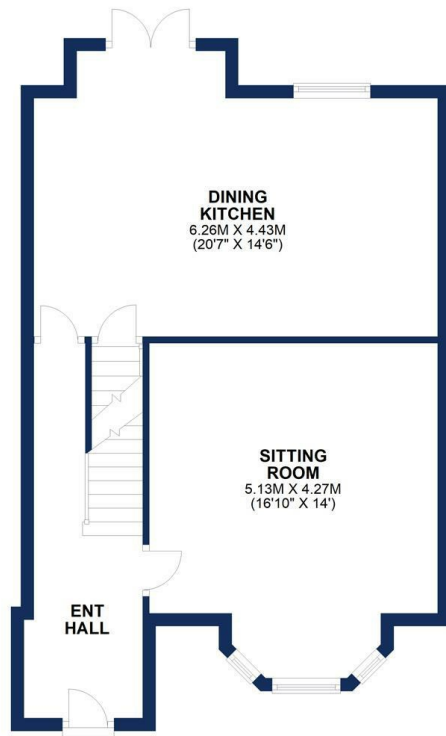 DINING
KITCHEN
6.26M X 4.43M
(20'7" X 14'6")
SITTING
ROOM
5.13M X 4.27M
(16'10" X 14')
ENT
HALL